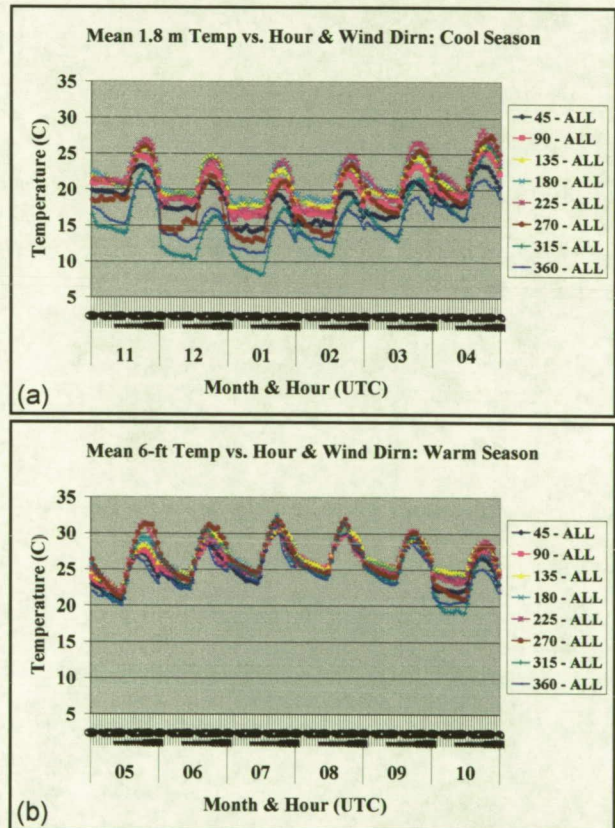 Mean 1.8 m Temp vs. Hour & Wind Dirn: Cool Season
Temperature (C)
35
30
25
20
15
10
5
11 12 01 02 03 04
Month & Hour (UTC)
45 - ALL
90 - ALL
135 - ALL
180 - ALL
225 - ALL
270 - ALL
315 - ALL
360 - ALL
(a)
Mean 6-ft Temp vs. Hour & Wind Dirn: Warm Season
Temperature (C)
35
30
25
20
15
10
5
05 06 07 08 09 10
Month & Hour (UTC)
45 - ALL
90 - ALL
135 - ALL
180 - ALL
225 - ALL
270 - ALL
315 - ALL
360 - ALL
(b)